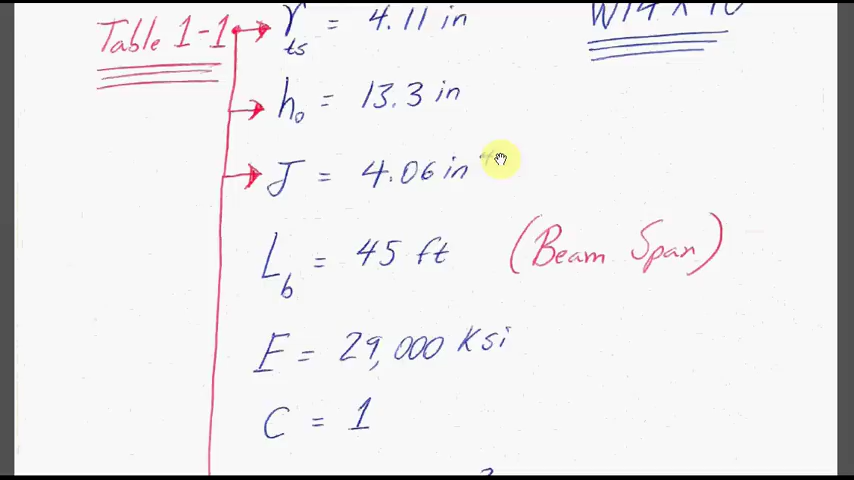 Table 1-1 → r_ts = 4.11 in
h_o = 13.3 in
J = 4.06 in
L_b = 45 ft (Beam Span)
E = 29,000 Ksi
C = 1